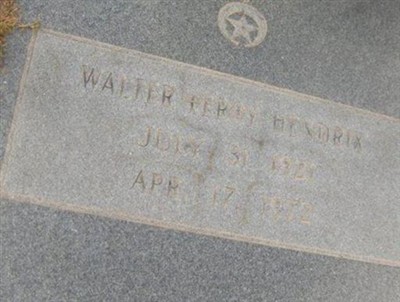 WALTER PERRY HENDRIX
JULY 31,
APR. 17,